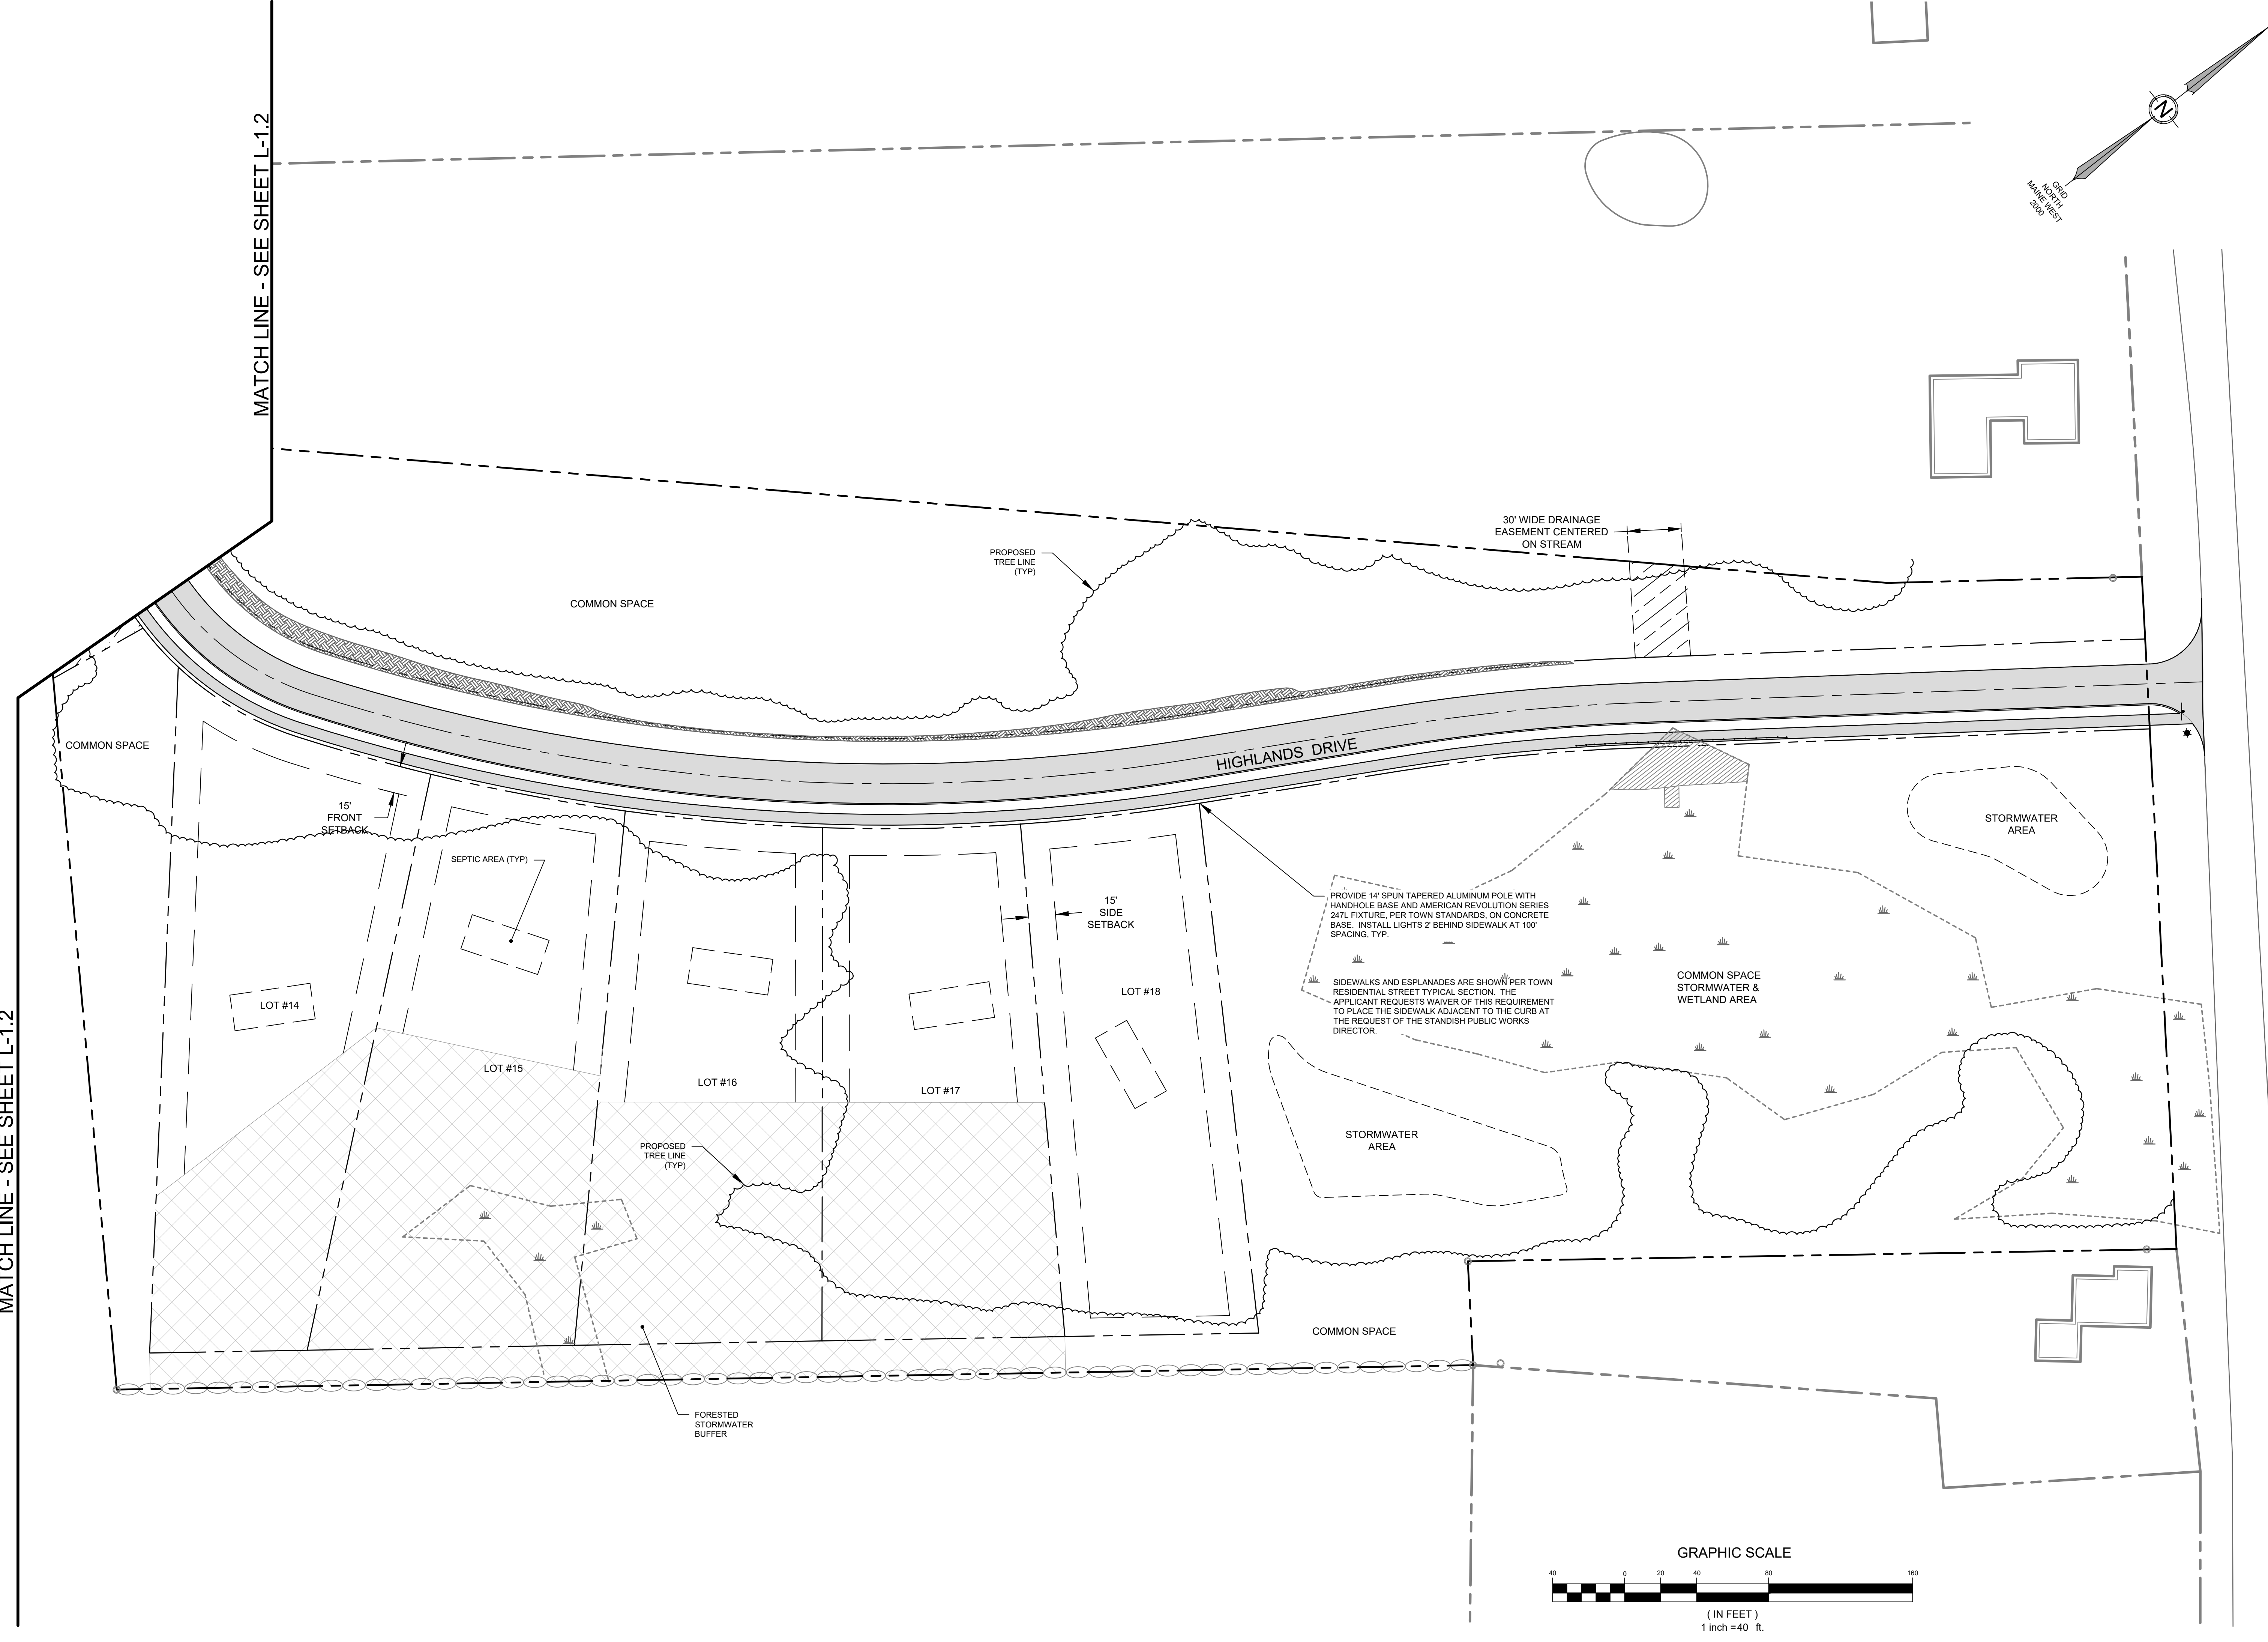 MATCH LINE - SEE SHEET L-1.2
N
GRID
NORTH
MAINE WEST
2000
30' WIDE DRAINAGE
EASEMENT CENTERED
ON STREAM
PROPOSED
TREE LINE
(TYP)
COMMON SPACE
COMMON SPACE
HIGHLANDS DRIVE
15'
FRONT
SETBACK
STORMWATER
AREA
SEPTIC AREA (TYP)
15'
SIDE
SETBACK
PROVIDE 14' SPUN TAPERED ALUMINUM POLE WITH
HANDHOLE BASE AND AMERICAN REVOLUTION SERIES
247L FIXTURE, PER TOWN STANDARDS, ON CONCRETE
BASE. INSTALL LIGHTS 2' BEHIND SIDEWALK AT 100'
SPACING, TYP.
SIDEWALKS AND ESPLANADES ARE SHOWN PER TOWN
RESIDENTIAL STREET TYPICAL SECTION. THE
APPLICANT REQUESTS WAIVER OF THIS REQUIREMENT
TO PLACE THE SIDEWALK ADJACENT TO THE CURB AT
THE REQUEST OF THE STANDISH PUBLIC WORKS
DIRECTOR.
COMMON SPACE
STORMWATER &
WETLAND AREA
LOT #14
LOT #15
LOT #16
LOT #17
LOT #18
MATCH LINE - SEE SHEET L-1.2
PROPOSED
TREE LINE
(TYP)
STORMWATER
AREA
COMMON SPACE
FORESTED
STORMWATER
BUFFER
GRAPHIC SCALE
40 0 20 40 80 160
( IN FEET )
1 inch =40 ft.